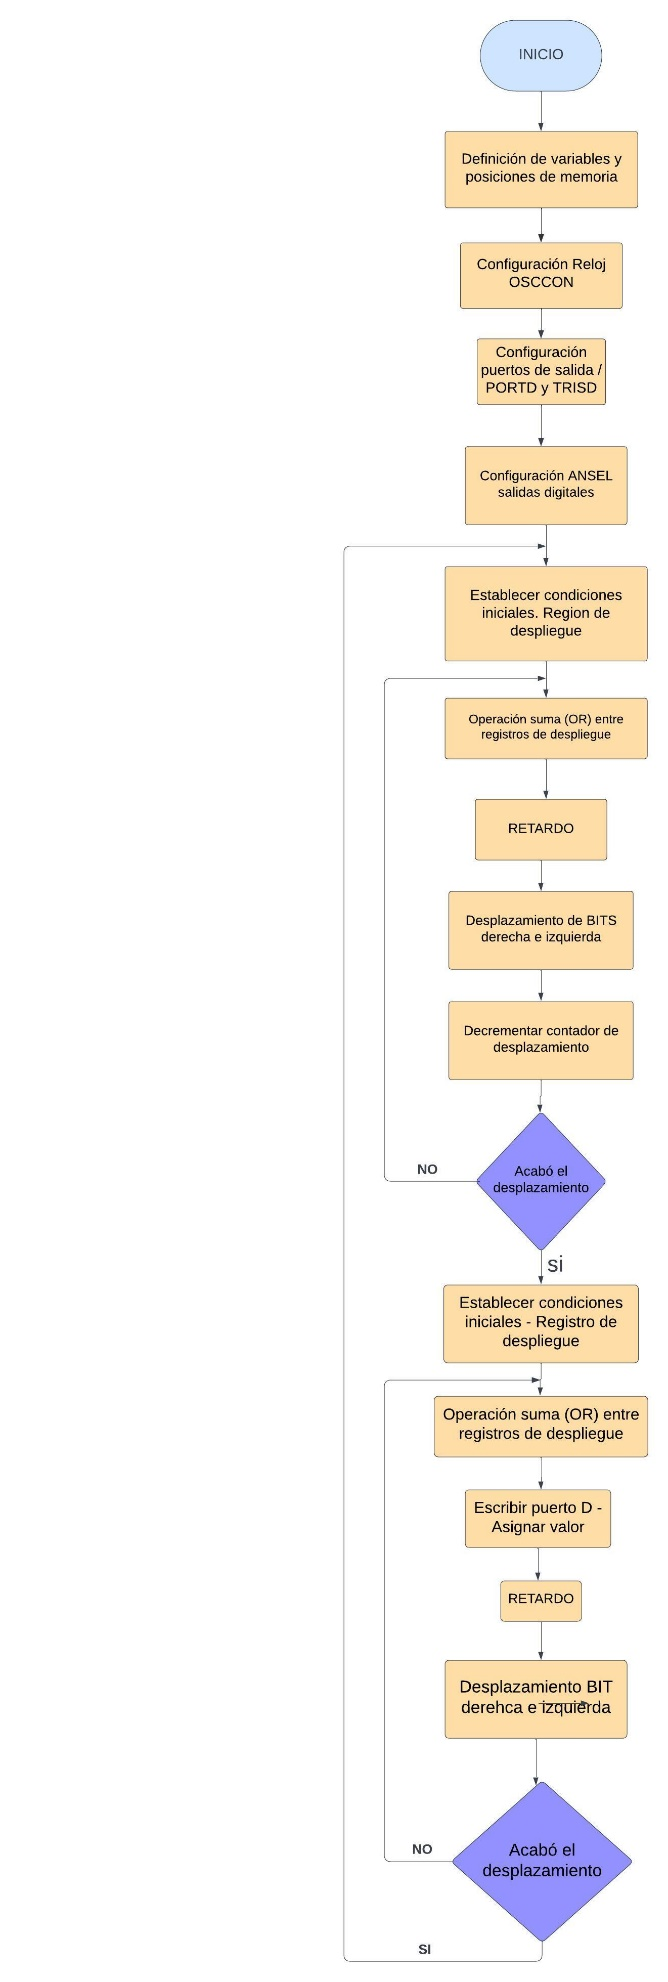 INICIO
Definición de variables y
posiciones de memoria
Configuración Reloj
OSCCON
Configuración
puertos de salida /
PORTD y TRISD
Configuración ANSEL
salidas digitales
Establecer condiciones
iniciales. Region de
despliegue
Operación suma (OR) entre
registros de despliegue
RETARDO
Desplazamiento de BITS
derecha e izquierda
Decrementar contador de
desplazamiento
Acabó el
desplazamiento
NO
si
Establecer condiciones
iniciales - Registro de
despliegue
Operación suma (OR) entre
registros de despliegue
Escribir puerto D -
Asignar valor
RETARDO
Desplazamiento BIT
derehca e izquierda
Acabó el
desplazamiento
NO
SI